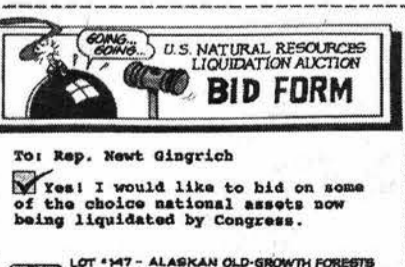 GOING...
GOING...
U.S. NATURAL RESOURCES
LIQUIDATION AUCTION
BID FORM
To: Rep. Newt Gingrich
Yes! I would like to bid on some
of the choice national assets now
being liquidated by Congress.
LOT #347 - ALASKAN OLD-GROWTH FORESTS